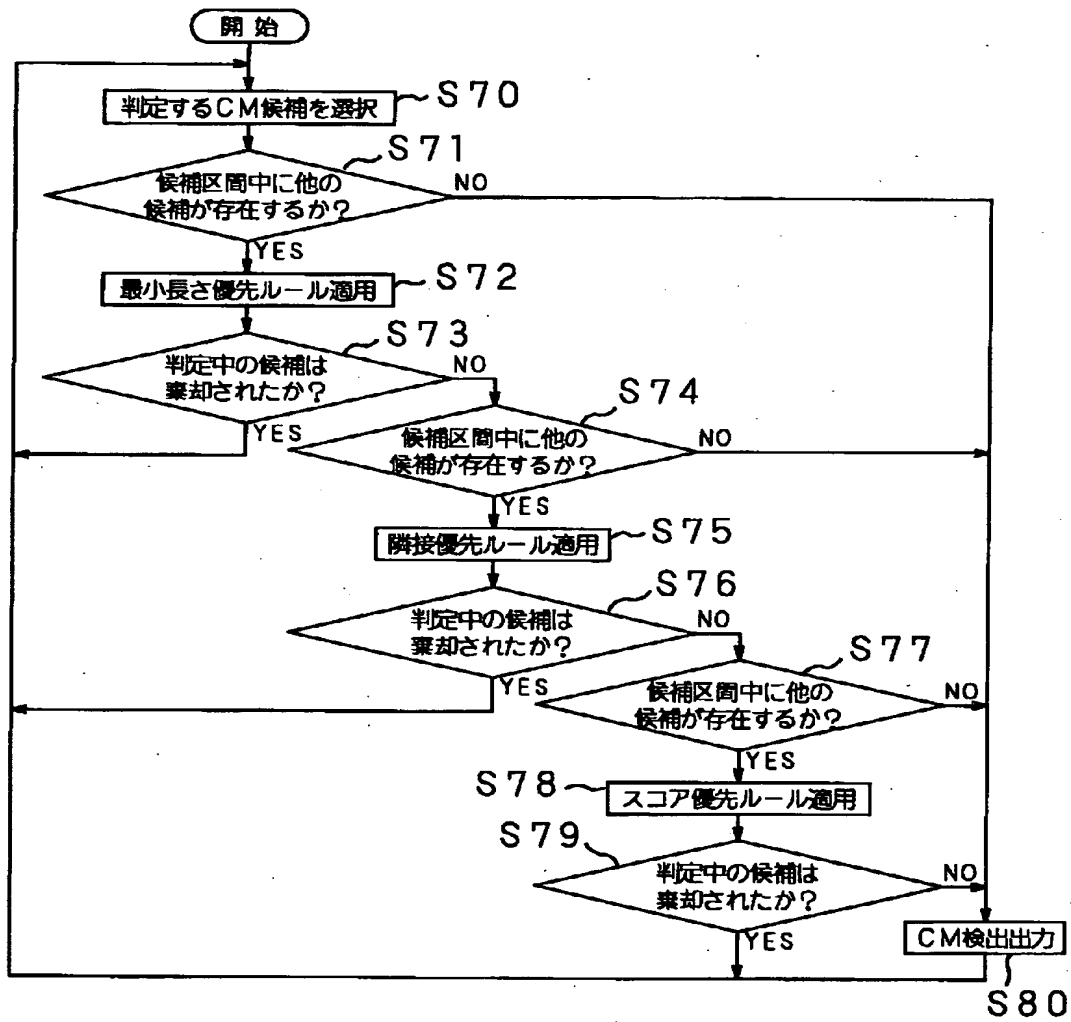 開始
判定するCM候補を選択
S70
S71
候補区間中に他の
候補が存在するか?
NO
YES
最小長さ優先ルール適用
S72
S73
判定中の候補は
棄却されたか?
NO
YES
S74
候補区間中に他の
候補が存在するか?
NO
YES
隣接優先ルール適用
S75
S76
判定中の候補は
棄却されたか?
NO
YES
S77
候補区間中に他の
候補が存在するか?
NO
YES
S78
スコア優先ルール適用
S79
判定中の候補は
棄却されたか?
NO
YES
CM検出出力
S80